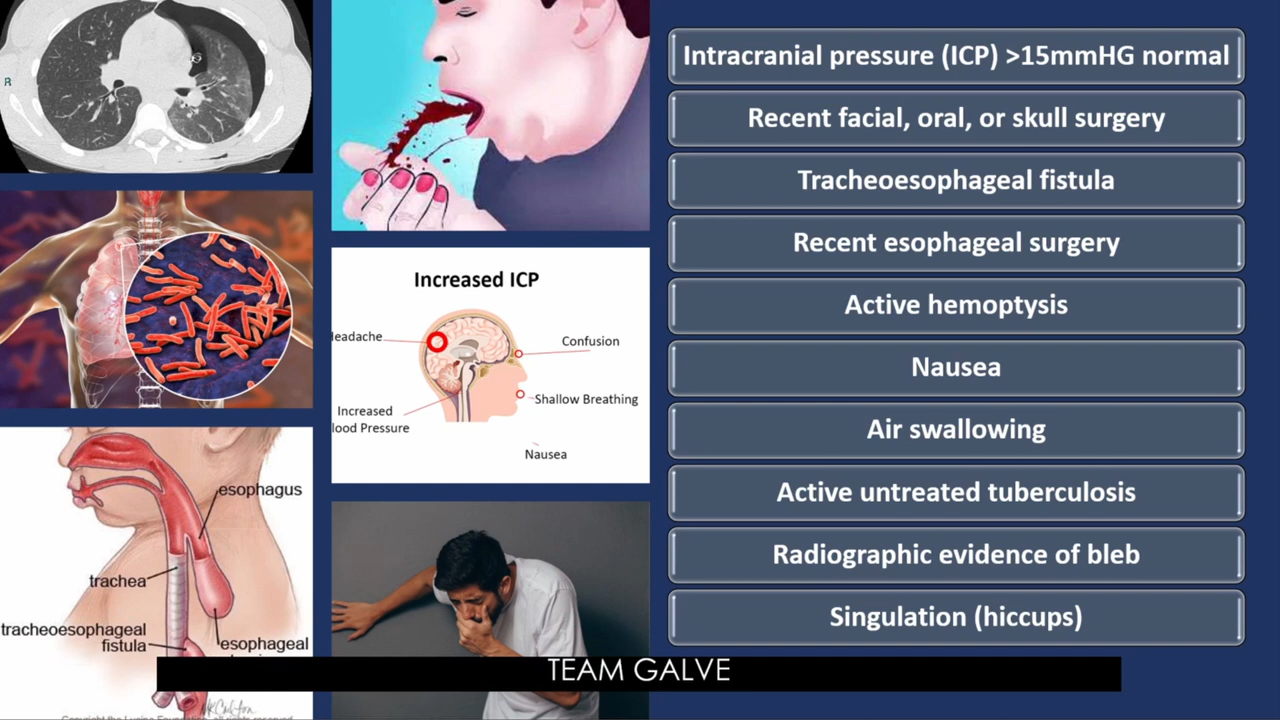 R
esophagus
trachea
tracheoesophageal
fistula
esophageal
Increased ICP
eadache
Confusion
Shallow Breathing
Increased
lood Pressure
Nausea
Intracranial pressure (ICP) >15mmHG normal
Recent facial, oral, or skull surgery
Tracheoesophageal fistula
Recent esophageal surgery
Active hemoptysis
Nausea
Air swallowing
Active untreated tuberculosis
Radiographic evidence of bleb
Singulation (hiccups)
TEAM GALVE